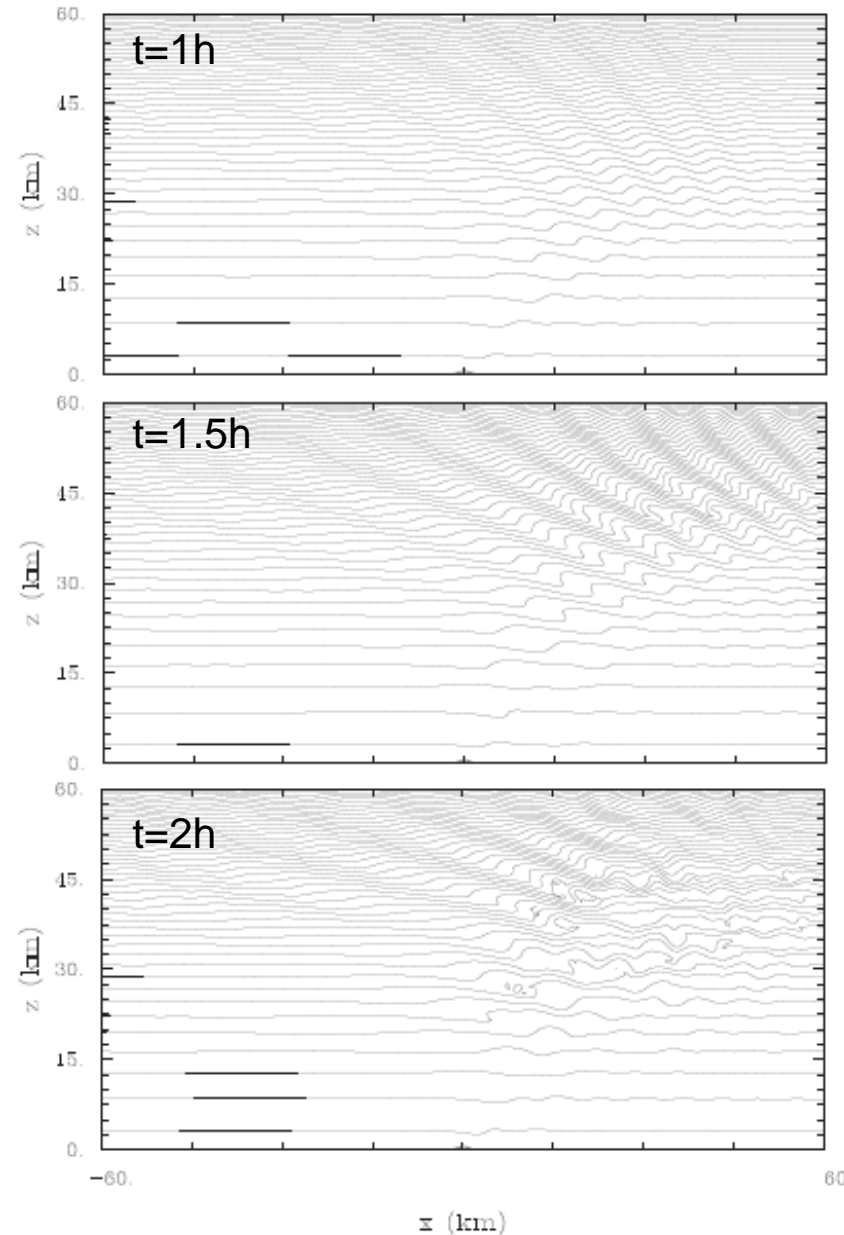 60.
t=1h
45.
z (km)
30.
15.
0.
60.
t=1.5h
45.
z (km)
30.
15.
0.
60.
t=2h
45.
z (km)
30.
15.
0.
-60.
60
x (km)